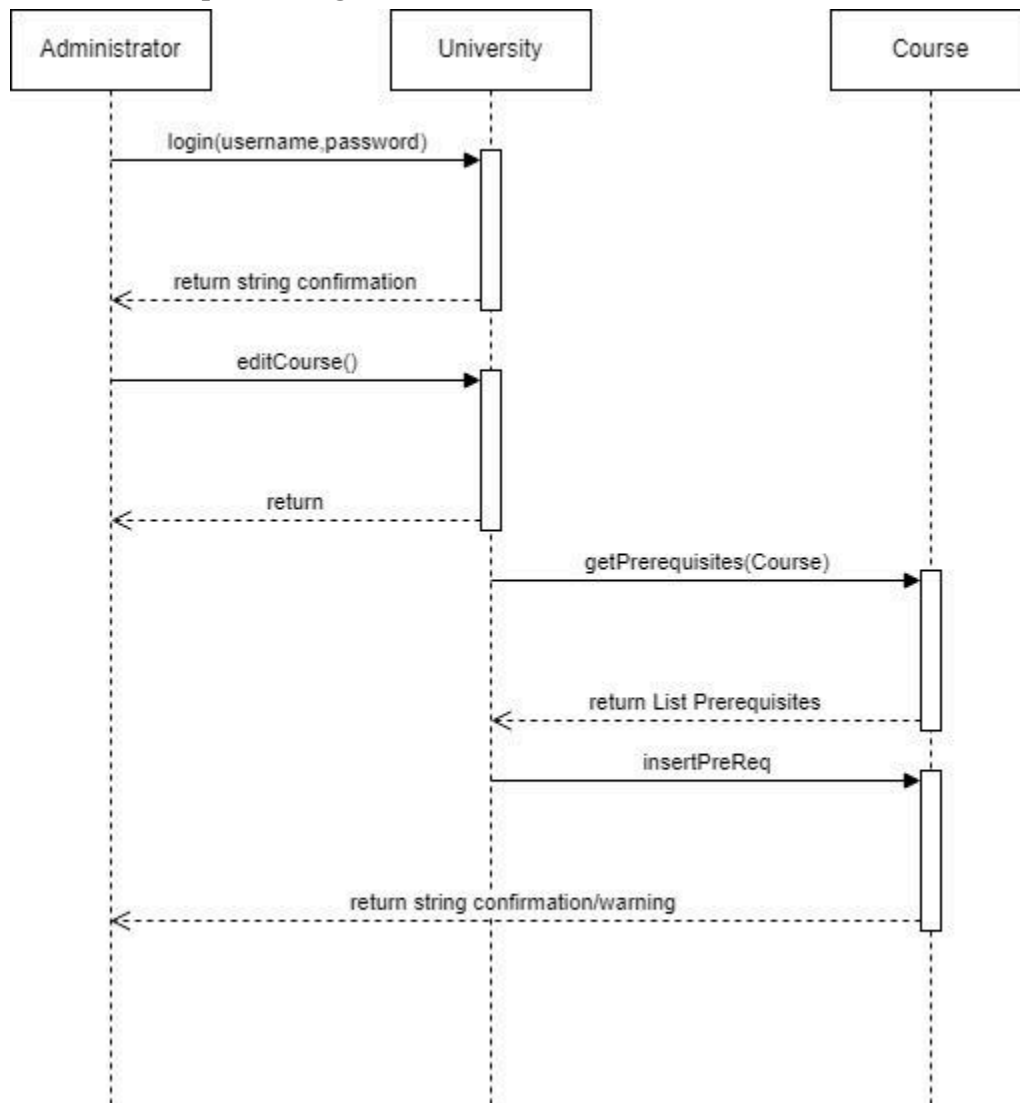 Administrator
University
Course
login(username,password)
return string confirmation
editCourse()
return
getPrerequisites(Course)
return List Prerequisites
insertPreReq
return string confirmation/warning